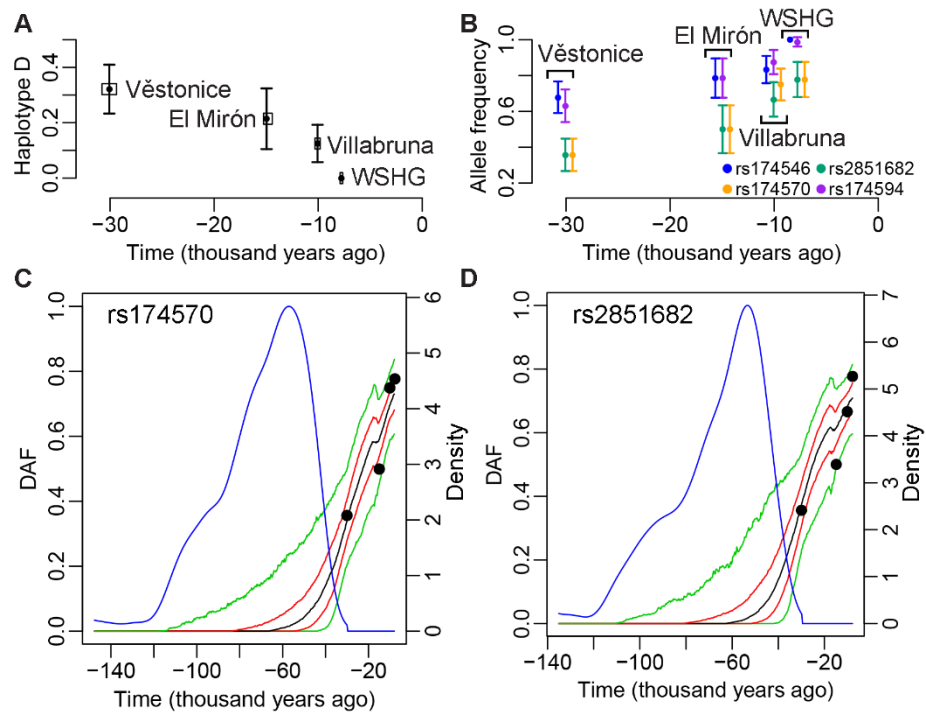 A
Haplotype D
0.0 0.2 0.4
Věstonice
El Mirón
Villabruna
WSHG
−30 −20 −10 0
Time (thousand years ago)
B
Allele frequency
0.2 0.6 1.0
Věstonice
El Mirón
WSHG
Villabruna
rs174546 rs2851682
rs174570 rs174594
−30 −20 −10 0
Time (thousand years ago)
C
rs174570
DAF
0.0 0.2 0.4 0.6 0.8 1.0
Density
0 1 2 3 4 5 6
−140 −100 −60 −20
Time (thousand years ago)
D
rs2851682
DAF
0.0 0.2 0.4 0.6 0.8 1.0
Density
0 1 2 3 4 5 6 7
−140 −100 −60 −20
Time (thousand years ago)